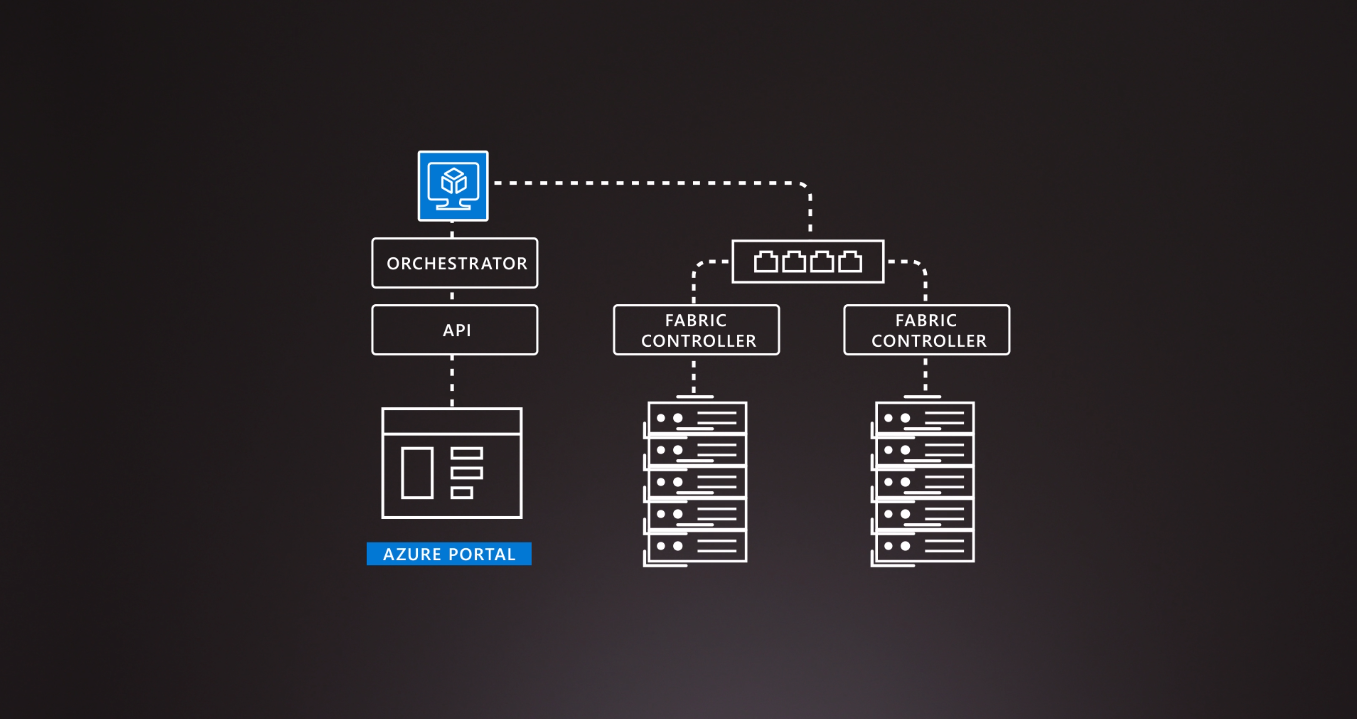 ORCHESTRATOR
API
AZURE PORTAL
FABRIC
CONTROLLER
FABRIC
CONTROLLER